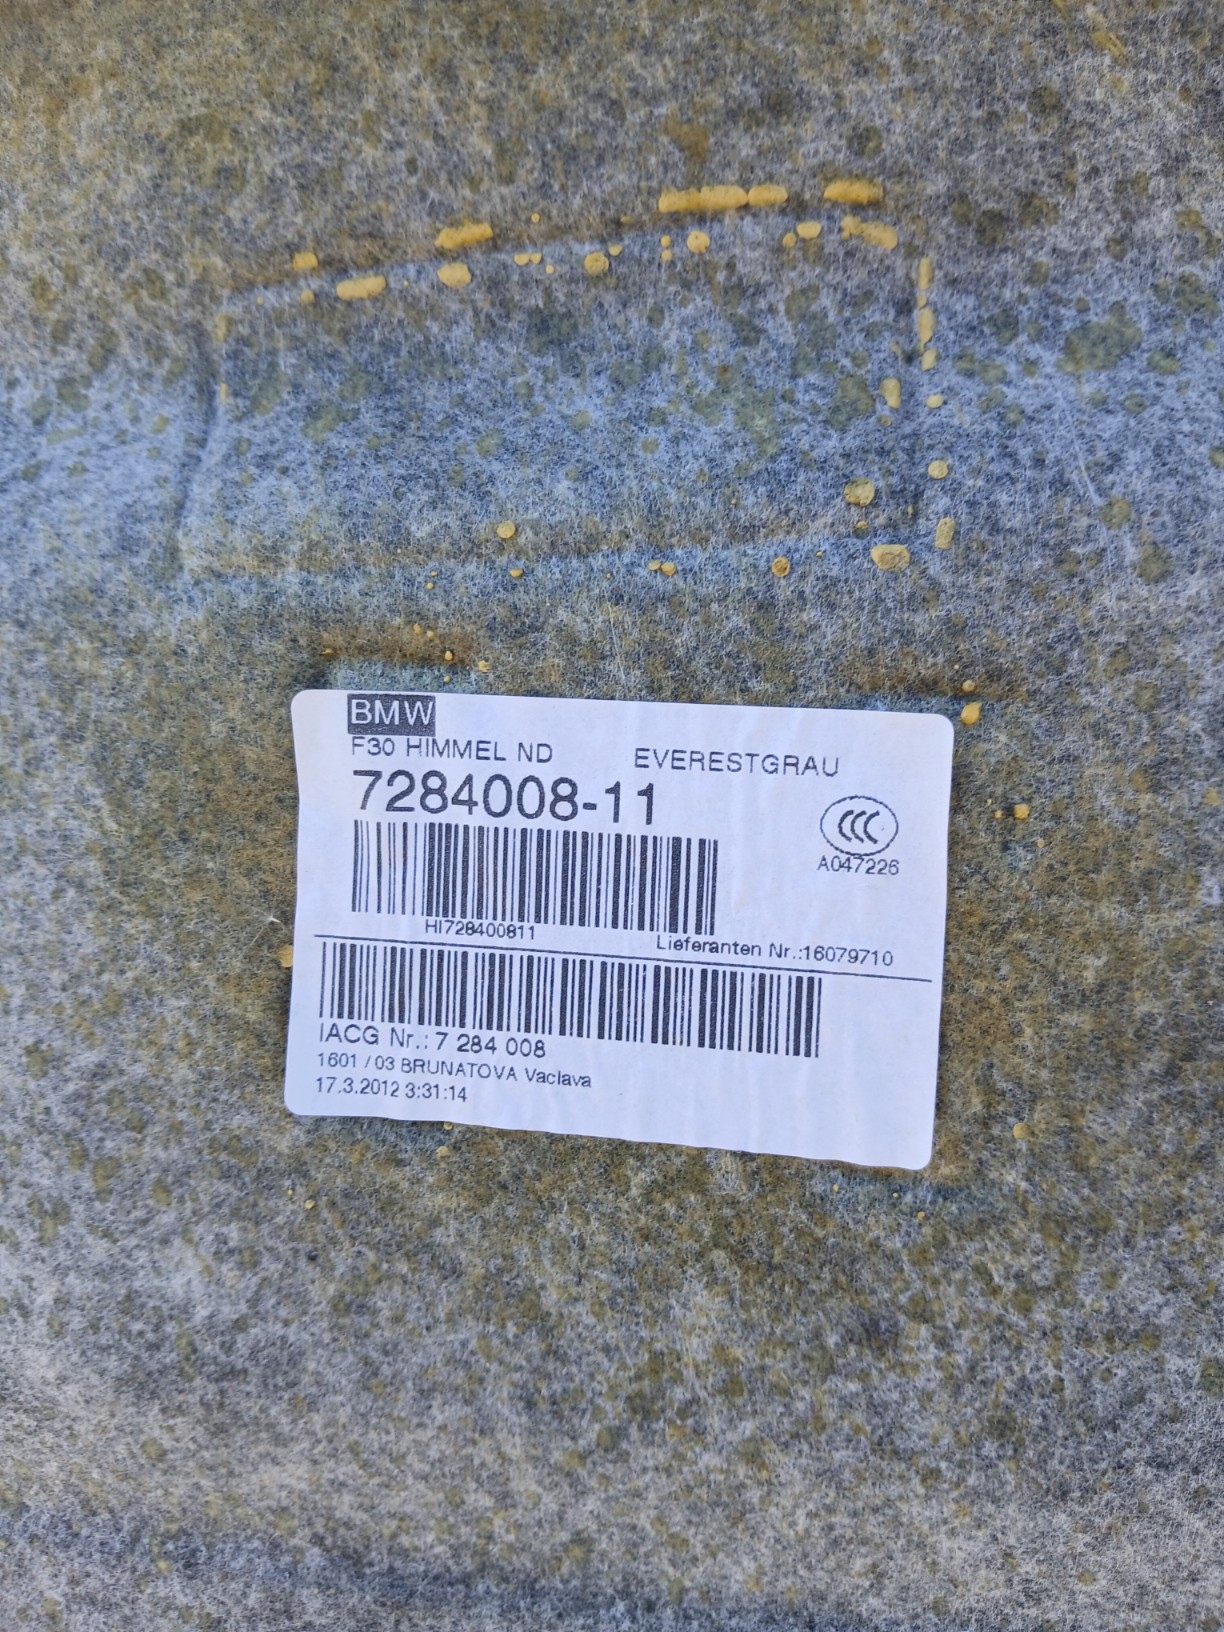 BMW
F30 HIMMEL ND EVERESTGRAU
7284008-11
CCC
A047226
HI728400811
Lieferanten Nr.:16079710
IACG Nr.: 7 284 008
1601 / 03 BRUNATOVA Vaclava
17.3.2012 3:31:14